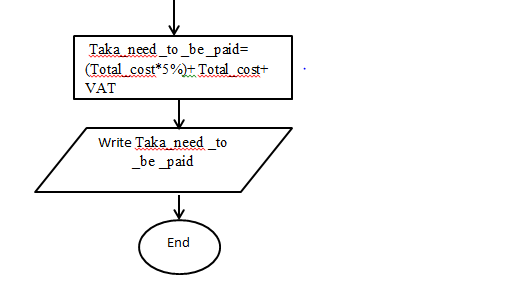 Taka_need _to _be _paid=
(Total_cost*5%)+ Total_cost+
VAT
Write Taka_need _to
_be _paid
End